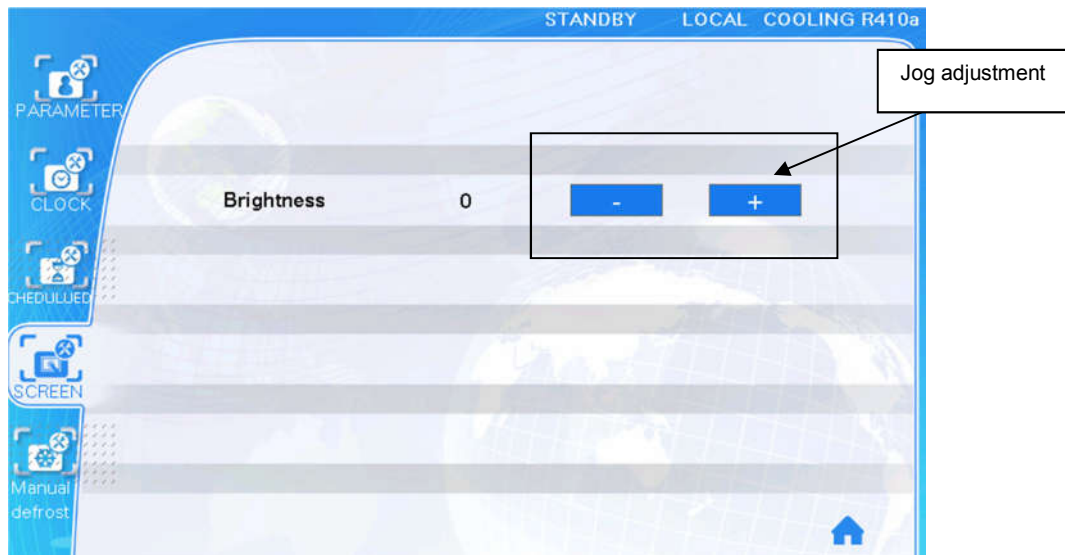 STANDBY LOCAL COOLING R410a
Jog adjustment
PARAMETER
CLOCK
Brightness 0 - +
CHEDULUED
SCREEN
Manual
defrost